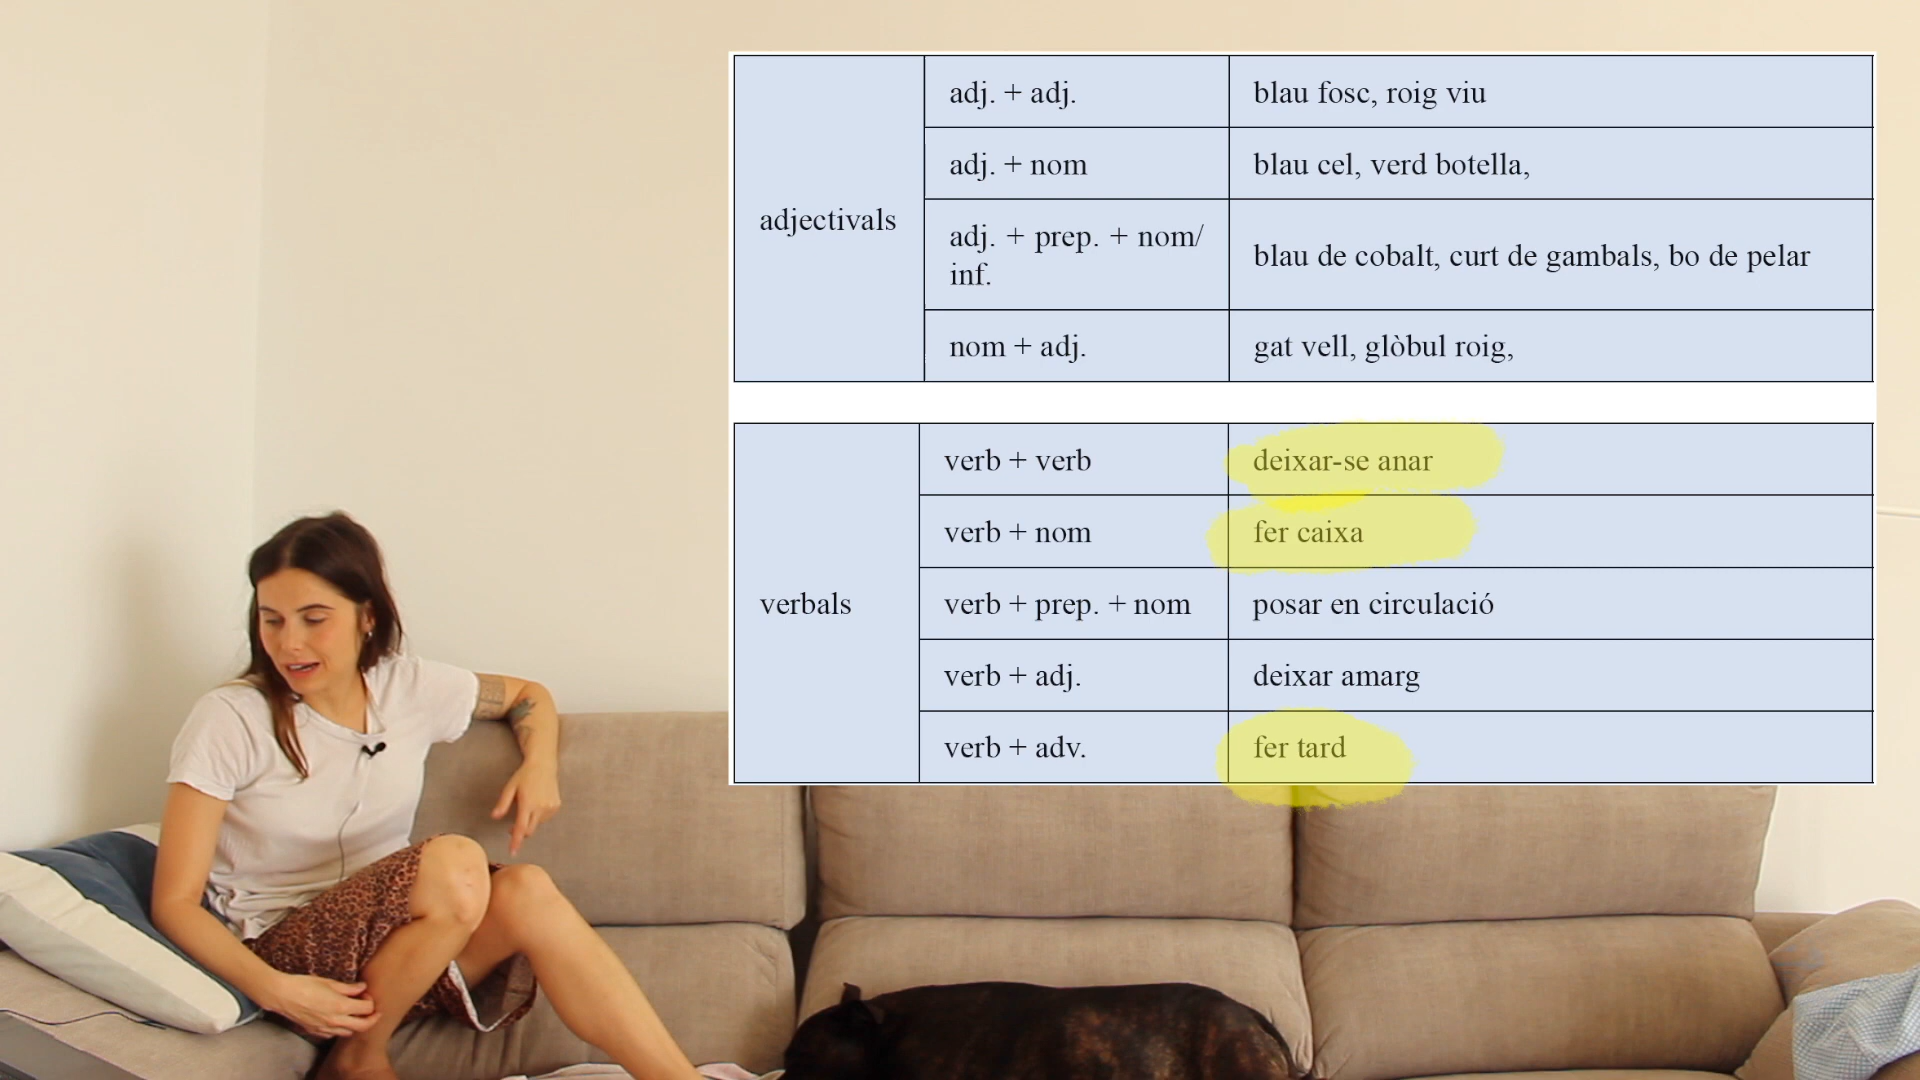 adjectivals
adj. + adj.
blau fosc, roig viu
adj. + nom
blau cel, verd botella,
adj. + prep. + nom/
inf.
blau de cobalt, curt de gambals, bo de pelar
nom + adj.
gat vell, glòbul roig,
verbals
verb + verb
deixar-se anar
verb + nom
fer caixa
verb + prep. + nom
posar en circulació
verb + adj.
deixar amarg
verb + adv.
fer tard